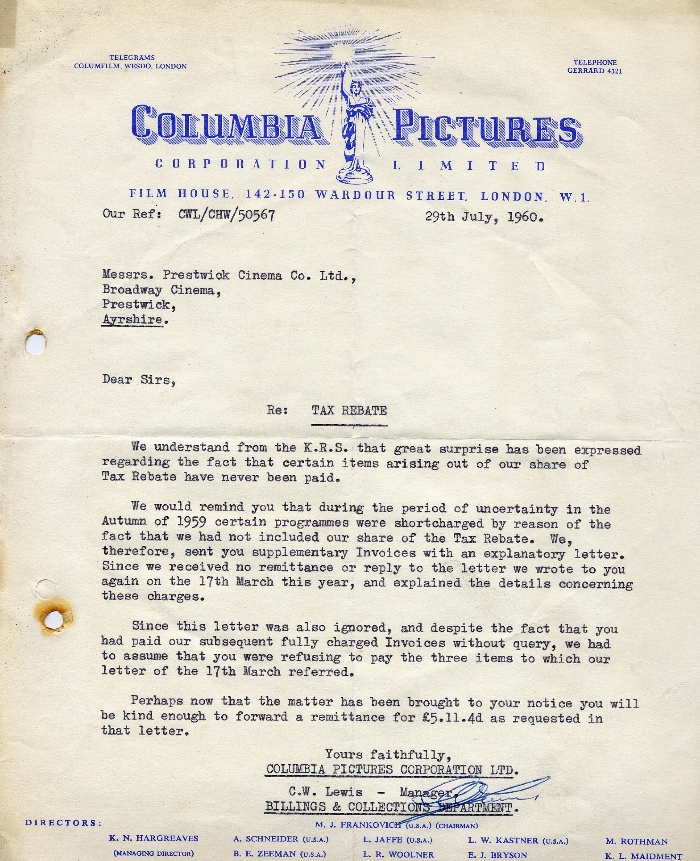 TELEGRAMS
COLUMFILM, WESDO, LONDON
TELEPHONE
GERRARD 4321
COLUMBIA PICTURES
CORPORATION LIMITED
FILM HOUSE, 142-150 WARDOUR STREET, LONDON, W.1.
Our Ref: CWL/CHW/50567 29th July, 1960.
Messrs. Prestwick Cinema Co. Ltd.,
Broadway Cinema,
Prestwick,
Ayrshire.
Dear Sirs,
Re: TAX REBATE
We understand from the K.R.S. that great surprise has been expressed
regarding the fact that certain items arising out of our share of
Tax Rebate have never been paid.
We would remind you that during the period of uncertainty in the
Autumn of 1959 certain programmes were shortcharged by reason of the
fact that we had not included our share of the Tax Rebate. We,
therefore, sent you supplementary Invoices with an explanatory letter.
Since we received no remittance or reply to the letter we wrote to you
again on the 17th March this year, and explained the details concerning
these charges.
Since this letter was also ignored, and despite the fact that you
had paid our subsequent fully charged Invoices without query, we had
to assume that you were refusing to pay the three items to which our
letter of the 17th March referred.
Perhaps now that the matter has been brought to your notice you will
be kind enough to forward a remittance for £5.11.4d as requested in
that letter.
Yours faithfully,
COLUMBIA PICTURES CORPORATION LTD.
C.W. Lewis - Manager,
BILLINGS & COLLECTIONS DEPARTMENT.
DIRECTORS:
M. J. FRANKOVICH (U.S.A.) (CHAIRMAN)
K. N. HARGREAVES A. SCHNEIDER (U.S.A.) L. JAFFE (U.S.A.) L. W. KASTNER (U.S.A.) M. ROTHMAN
(MANAGING DIRECTOR) B. E. ZEEMAN (U.S.A.) L. R. WOOLNER E. J. BRYSON K. L. MAIDMENT